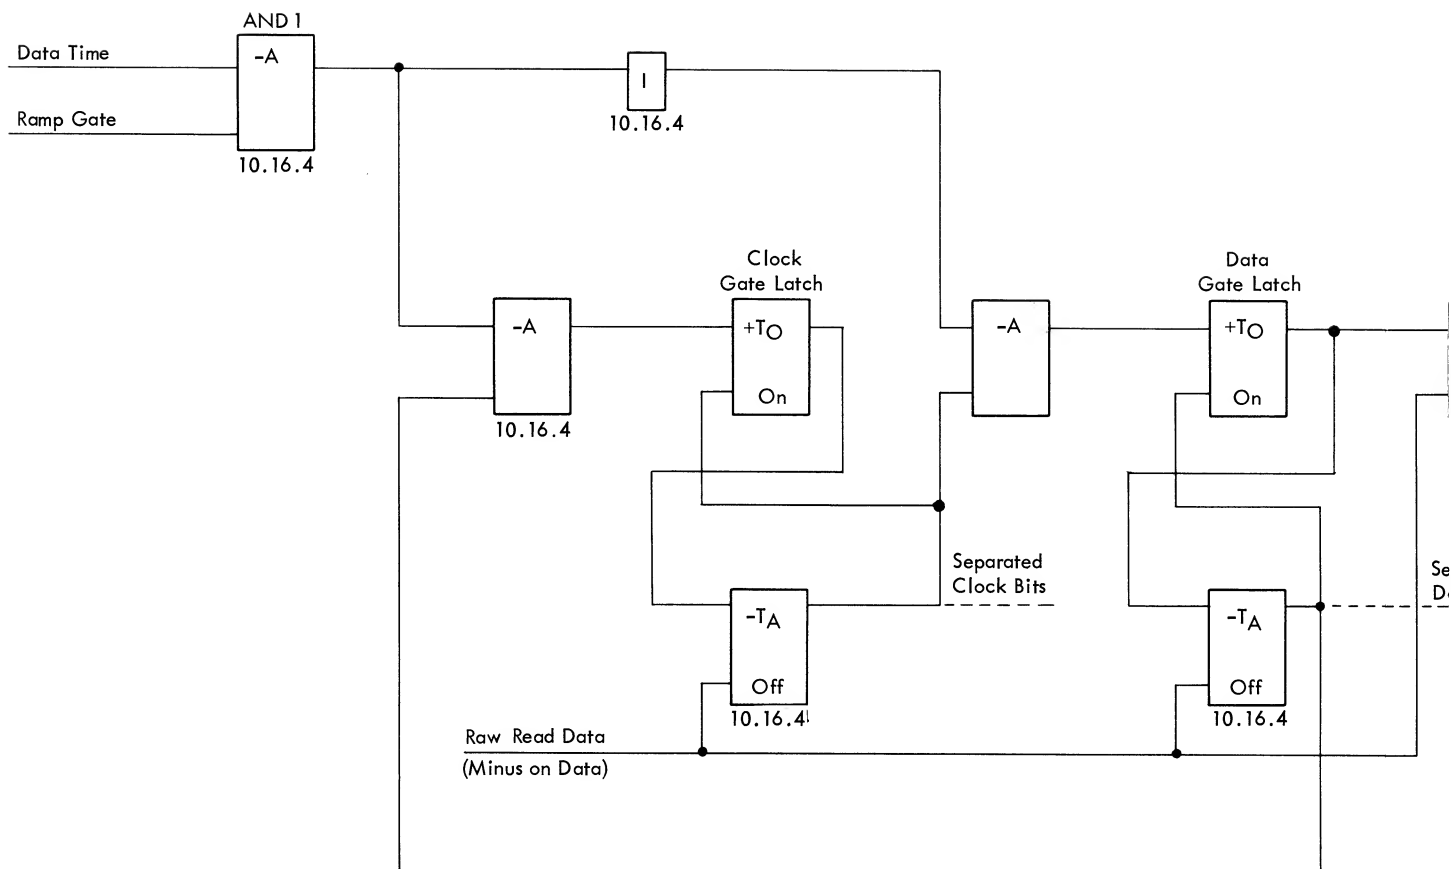 AND 1
Data Time
-A
Ramp Gate
10.16.4
I
10.16.4
Clock
Gate Latch
Data
Gate Latch
-A
+TO
On
10.16.4
-A
+TO
On
Separated
Clock Bits
-TA
Off
10.16.4
-TA
Off
10.16.4
Raw Read Data
(Minus on Data)